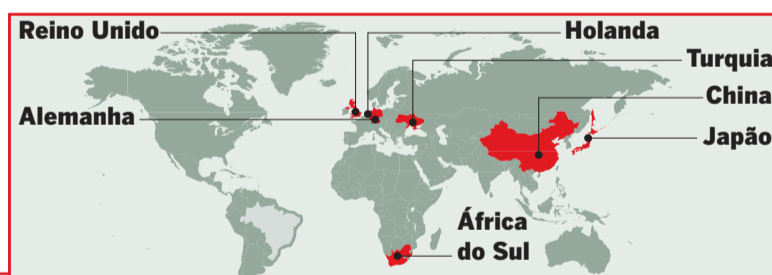 Reino Unido
Holanda
Turquia
Alemanha
China
Japão
África
do Sul